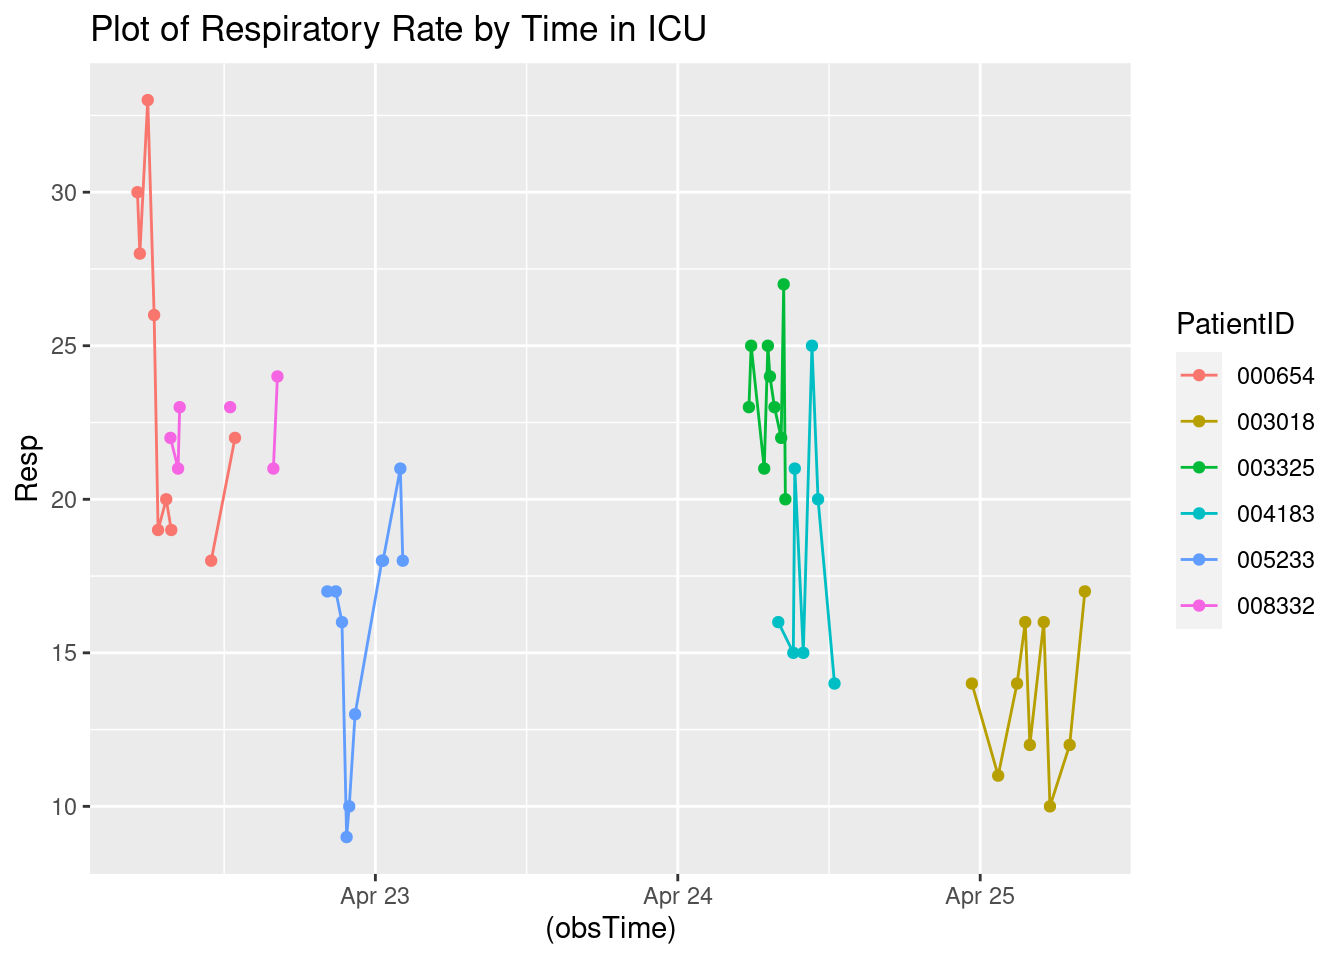 Plot of Respiratory Rate by Time in ICU
30
25
20
15
10
Resp
Apr 23
Apr 24
Apr 25
(obsTime)
PatientID
000654
003018
003325
004183
005233
008332